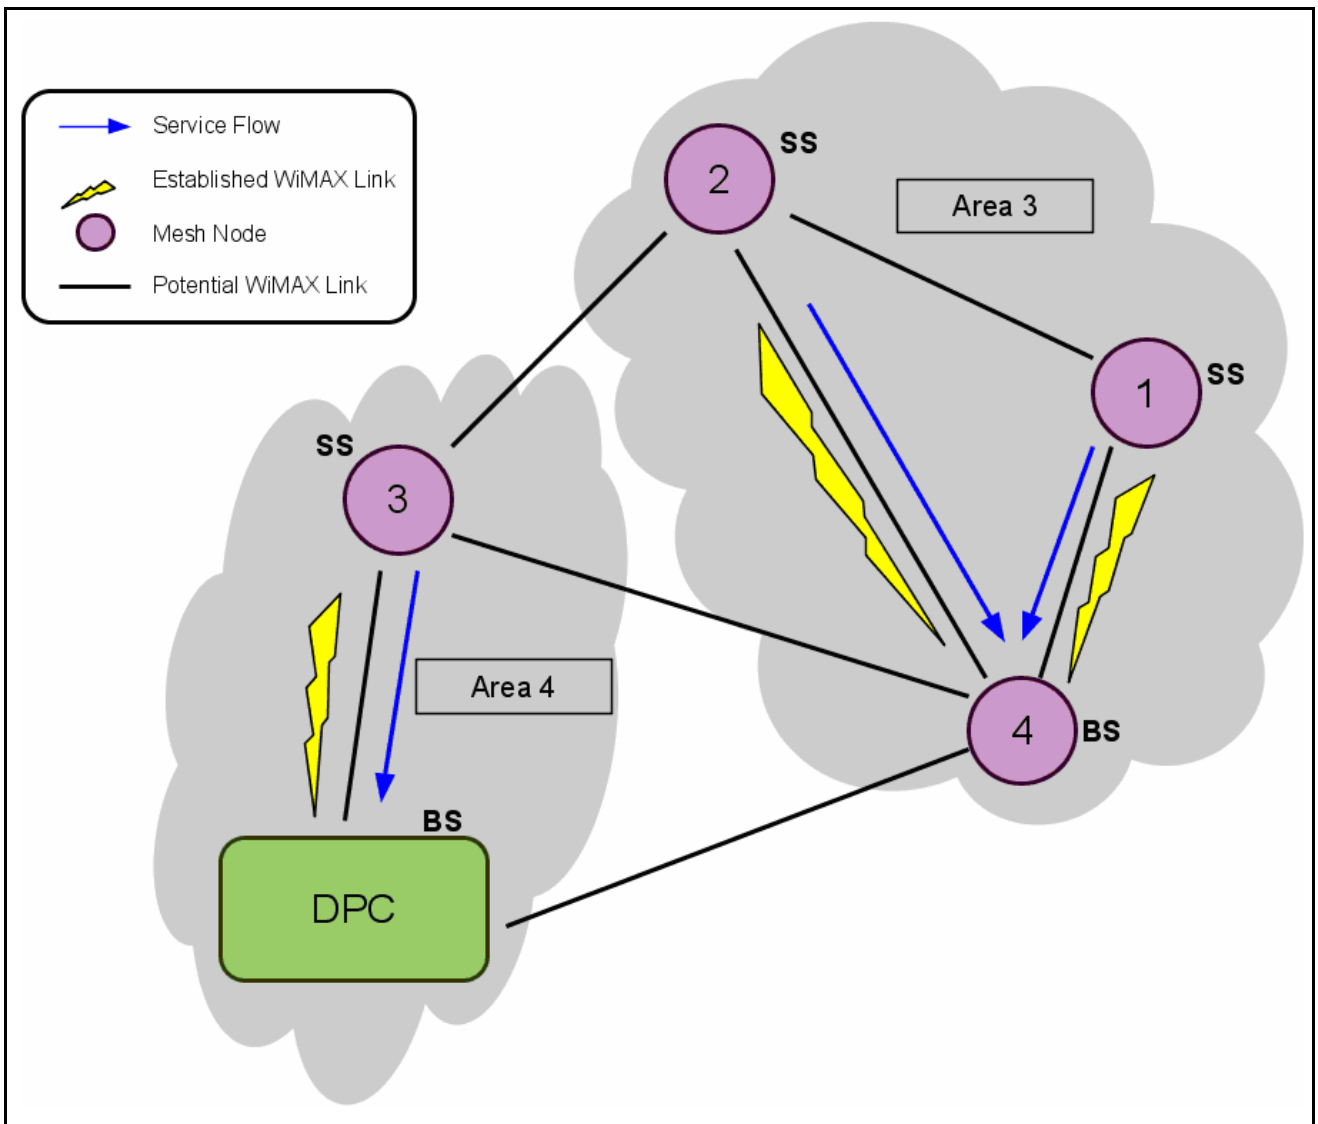 Service Flow
Established WiMAX Link
Mesh Node
Potential WiMAX Link
2
SS
Area 3
1
SS
SS
3
Area 4
4
BS
BS
DPC